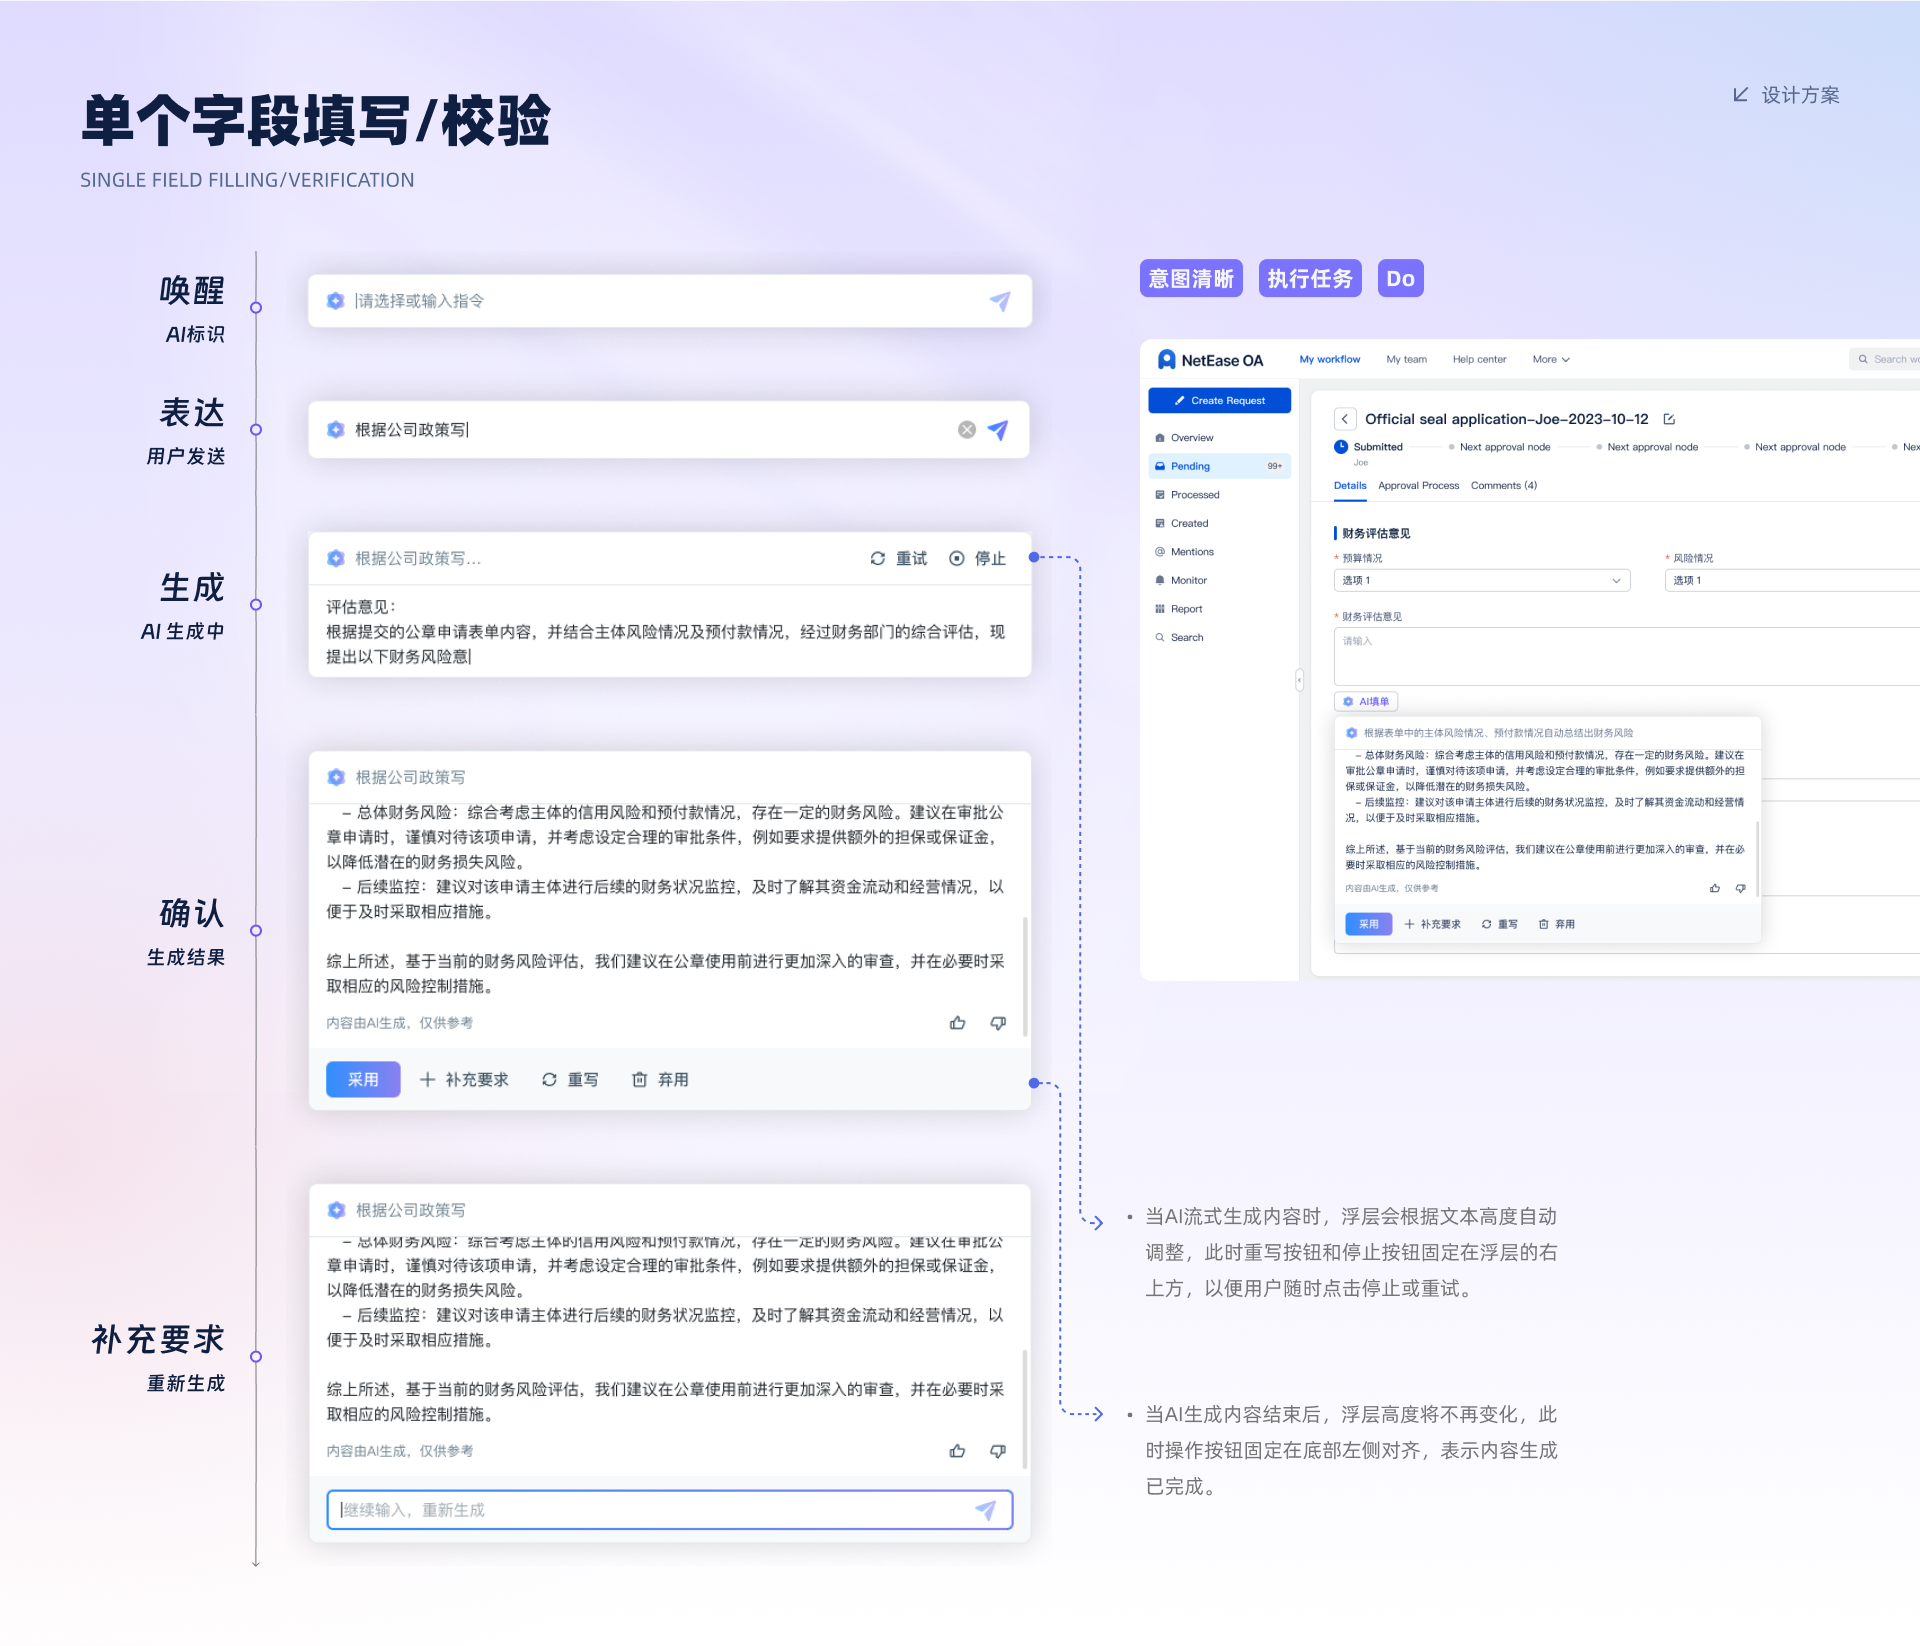 单个字段填写/校验
SINGLE FIELD FILLING/VERIFICATION
设计方案
唤醒
AI标识
请选择或输入指令
表达
用户发送
根据公司政策写
生成
AI 生成中
根据公司政策写...
重试
停止
评估意见：
根据提交的公章申请表单内容，并结合主体风险情况及预付款情况，经过财务部门的综合评估，现
提出以下财务风险意
确认
生成结果
根据公司政策写
– 总体财务风险：综合考虑主体的信用风险和预付款情况，存在一定的财务风险。建议在审批公
章申请时，谨慎对待该项申请，并考虑设定合理的审批条件，例如要求提供额外的担保或保证金，
以降低潜在的财务损失风险。
– 后续监控：建议对该申请主体进行后续的财务状况监控，及时了解其资金流动和经营情况，以
便于及时采取相应措施。
综上所述，基于当前的财务风险评估，我们建议在公章使用前进行更加深入的审查，并在必要时采
取相应的风险控制措施。
内容由AI生成，仅供参考
采用
补充要求
重写
弃用
补充要求
重新生成
根据公司政策写
– 总体财务风险：综合考虑主体的信用风险和预付款情况，存在一定的财务风险。建议在审批公
章申请时，谨慎对待该项申请，并考虑设定合理的审批条件，例如要求提供额外的担保或保证金，
以降低潜在的财务损失风险。
– 后续监控：建议对该申请主体进行后续的财务状况监控，及时了解其资金流动和经营情况，以
便于及时采取相应措施。
综上所述，基于当前的财务风险评估，我们建议在公章使用前进行更加深入的审查，并在必要时采
取相应的风险控制措施。
内容由AI生成，仅供参考
继续输入，重新生成
意图清晰
执行任务
Do
NetEase OA
My workflow
My team
Help center
More
Search wo
Create Request
Overview
Pending
99+
Processed
Created
Mentions
Monitor
Report
Search
Official seal application–Joe–2023–10–12
Submitted
Joe
Next approval node
Next approval node
Next approval node
Nex
Details
Approval Process
Comments (4)
财务评估意见
* 预算情况
* 风险情况
选项 1
选项 1
* 财务评估意见
请输入
AI填单
根据表单中的主体风险情况、预付款情况自动总结出财务风险
– 总体财务风险：综合考虑主体的信用风险和预付款情况，存在一定的财务风险。建议在
审批公章申请时，谨慎对待该项申请，并考虑设定合理的审批条件，例如要求提供额外的担
保或保证金，以降低潜在的财务损失风险。
– 后续监控：建议对该申请主体进行后续的财务状况监控，及时了解其资金流动和经营情
况，以便于及时采取相应措施。
综上所述，基于当前的财务风险评估，我们建议在公章使用前进行更加深入的审查，并在必
要时采取相应的风险控制措施。
内容由AI生成，仅供参考
采用
补充要求
重写
弃用
• 当AI流式生成内容时，浮层会根据文本高度自动
调整，此时重写按钮和停止按钮固定在浮层的右
上方，以便用户随时点击停止或重试。
• 当AI生成内容结束后，浮层高度将不再变化，此
时操作按钮固定在底部左侧对齐，表示内容生成
已完成。